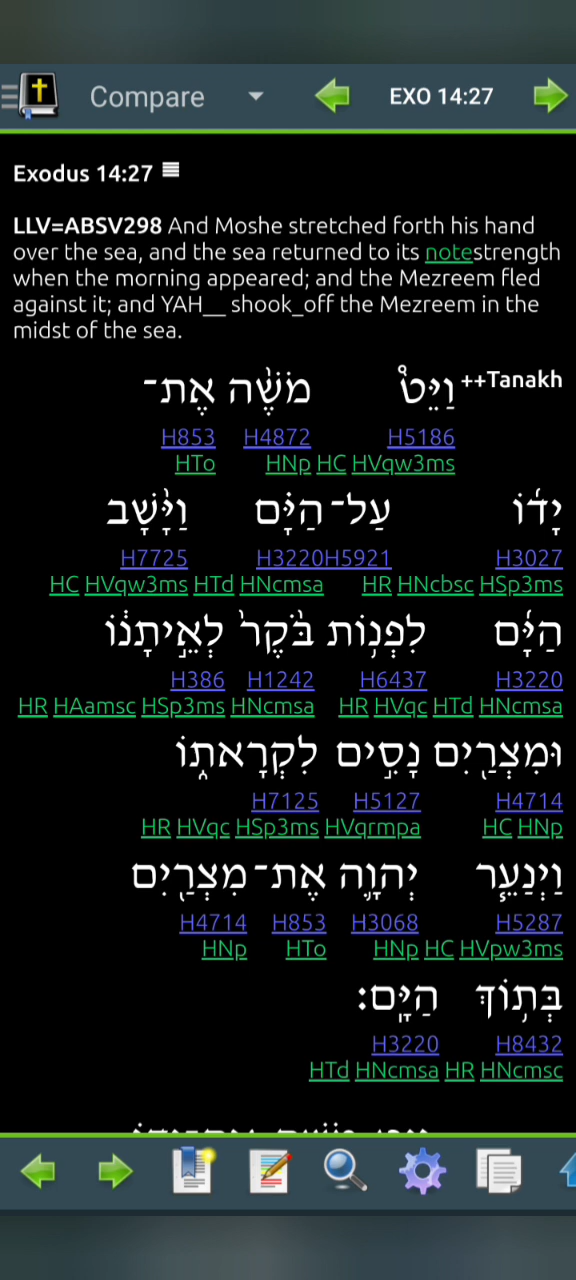 Compare
EXO 14:27
Exodus 14:27
LLV=ABSV298 And Moshe stretched forth his hand
over the sea, and the sea returned to its notestrength
when the morning appeared; and the Mezreem fled
against it; and YAH__ shook_off the Mezreem in the
midst of the sea.
++Tanakh וַיֵּט֩ מֹשֶׁ֨ה אֶת־
H853 H4872 H5186
HTo HNp HC HVqw3ms
יָד֜וֹ עַל־הַיָּ֗ם וַיָּ֨שָׁב
H7725 H3220H5921 H3027
HC HVqw3ms HTd HNcmsa HR HNcbsc HSp3ms
הַיָּ֜ם לִפְנ֥וֹת בֹּ֙קֶר֙ לְאֵ֣יתָנ֔וֹ
H386 H1242 H6437 H3220
HR HAamsc HSp3ms HNcmsa HR HVqc HTd HNcmsa
וּמִצְרַ֖יִם נָסִ֣ים לִקְרָאת֑וֹ
H7125 H5127 H4714
HR HVqc HSp3ms HVqrmpa HC HNp
וַיְנַעֵ֧ר יְהוָ֛ה אֶת־מִצְרַ֖יִם
H4714 H853 H3068 H5287
HNp HTo HNp HC HVpw3ms
בְּת֥וֹךְ הַיָּֽם׃
H3220 H8432
HTd HNcmsa HR HNcmsc